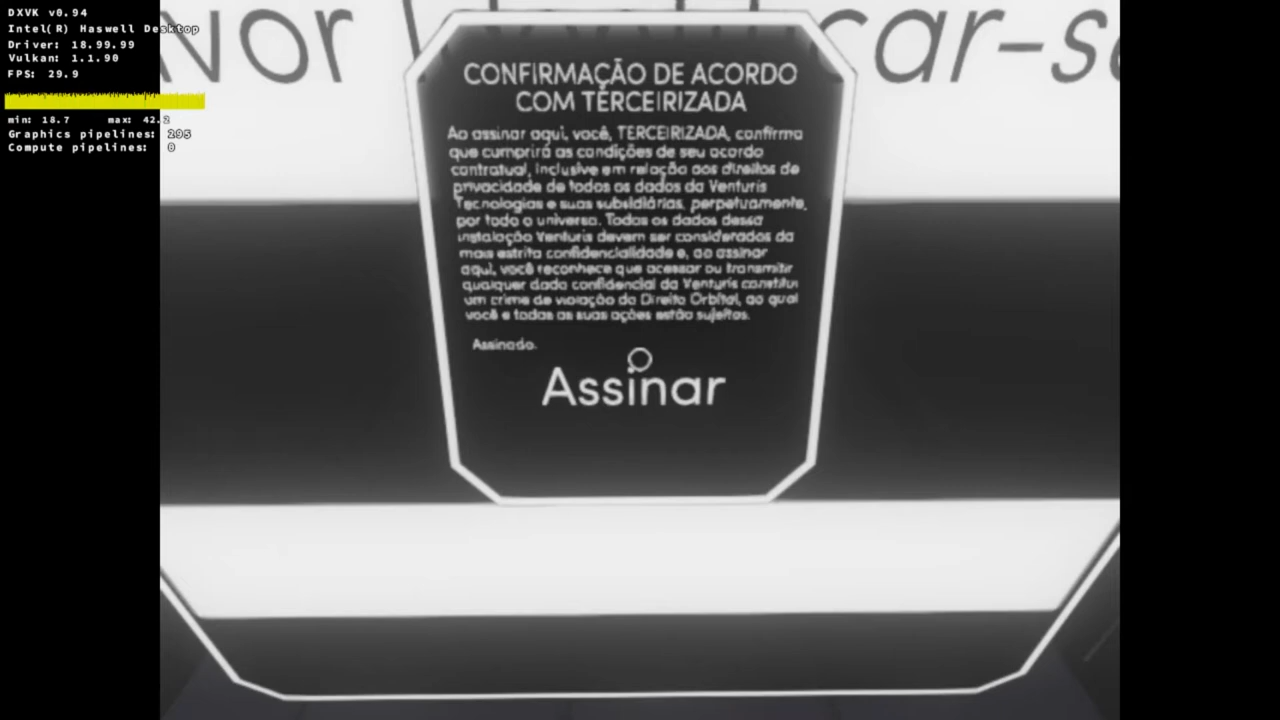 DXVK v0.94
Intel(R) Haswell Desktop
Driver: 18.99.99
Vulkan: 1.1.90
FPS: 29.9
min: 18.7 max: 42.2
Graphics pipelines: 295
Compute pipelines: 0
vor car-se
CONFIRMAÇÃO DE ACORDO
COM TERCEIRIZADA
Ao assinar aqui, você, TERCEIRIZADA, confirma
que cumprirá as condições de seu acordo
contratual, inclusive em relação aos direitos de
privacidade de todos os dados da Venturis
Tecnologias e suas subsidiárias, perpetuamente,
por todo o universo. Todos os dados dessa
instalação Venturis devem ser considerados da
mais estrita confidencialidade e, ao assinar
aqui, você reconhece que acessar ou transmitir
qualquer dado confidencial da Venturis constitui
um crime de violação do Direito Orbital, ao qual
você e todas as suas ações estão sujeitos.
Assinado.
Assinar